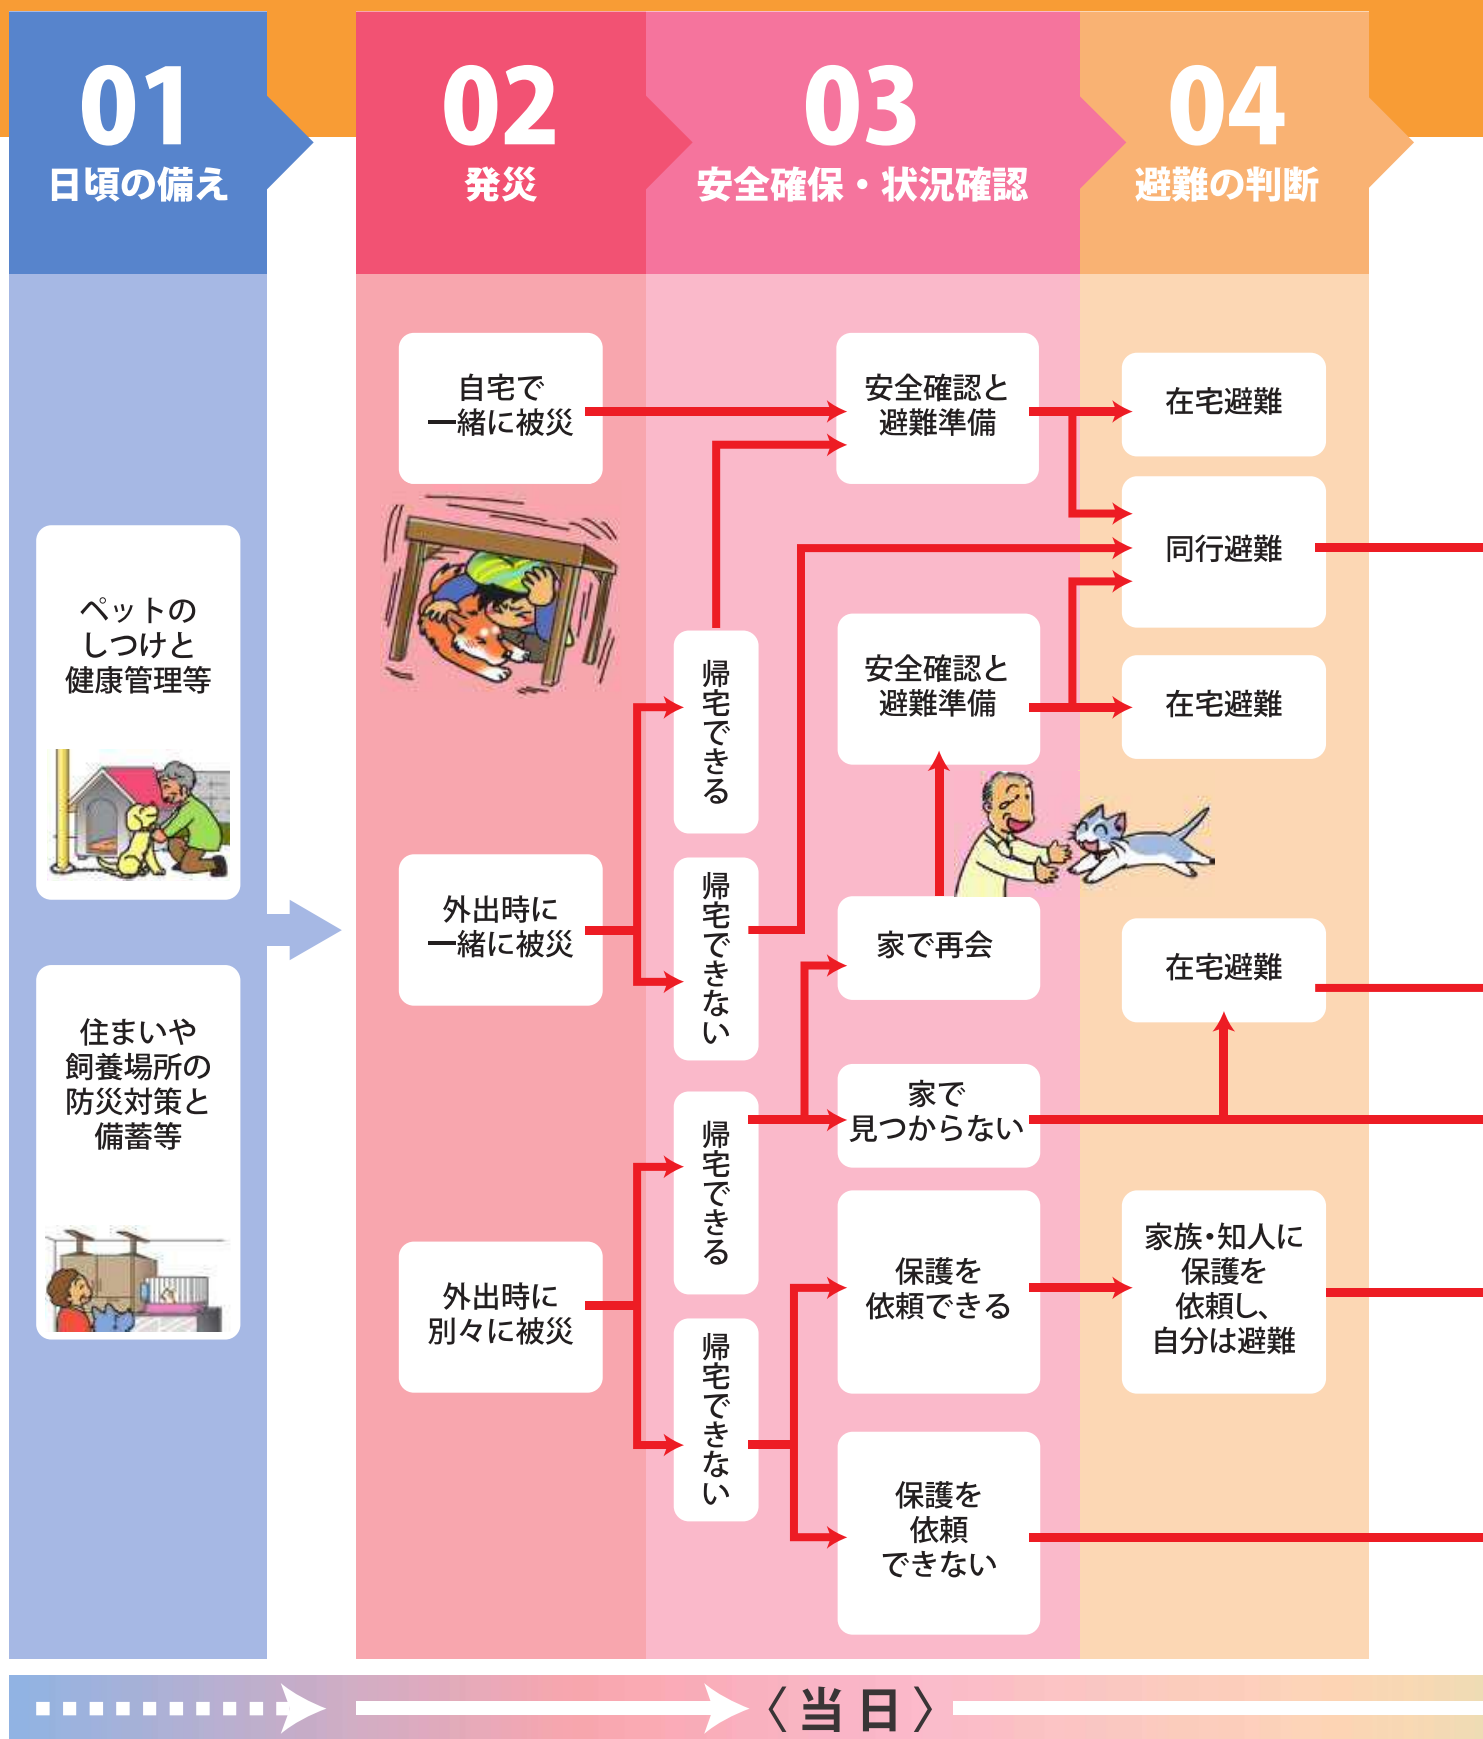 01
日頃の備え
02
発災
03
安全確保・状況確認
04
避難の判断
ペットの
しつけと
健康管理等
住まいや
飼養場所の
防災対策と
備蓄等
自宅で
一緒に被災
外出時に
一緒に被災
外出時に
別々に被災
帰宅できる
帰宅できない
帰宅できる
帰宅できない
安全確認と
避難準備
安全確認と
避難準備
家で再会
家で
見つからない
保護を
依頼できる
保護を
依頼
できない
在宅避難
同行避難
在宅避難
在宅避難
家族・知人に
保護を
依頼し、
自分は避難
〈当日〉